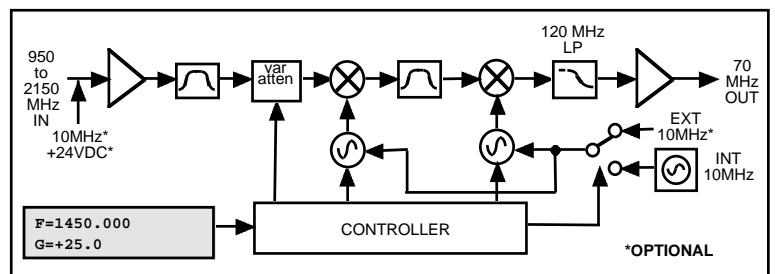 950
to
2150
MHz
IN
10MHz*
+24VDC*
var
atten
120 MHz
LP
70
MHz
OUT
EXT
10MHz*
INT
10MHz
F=1450.000
G=+25.0
CONTROLLER
*OPTIONAL